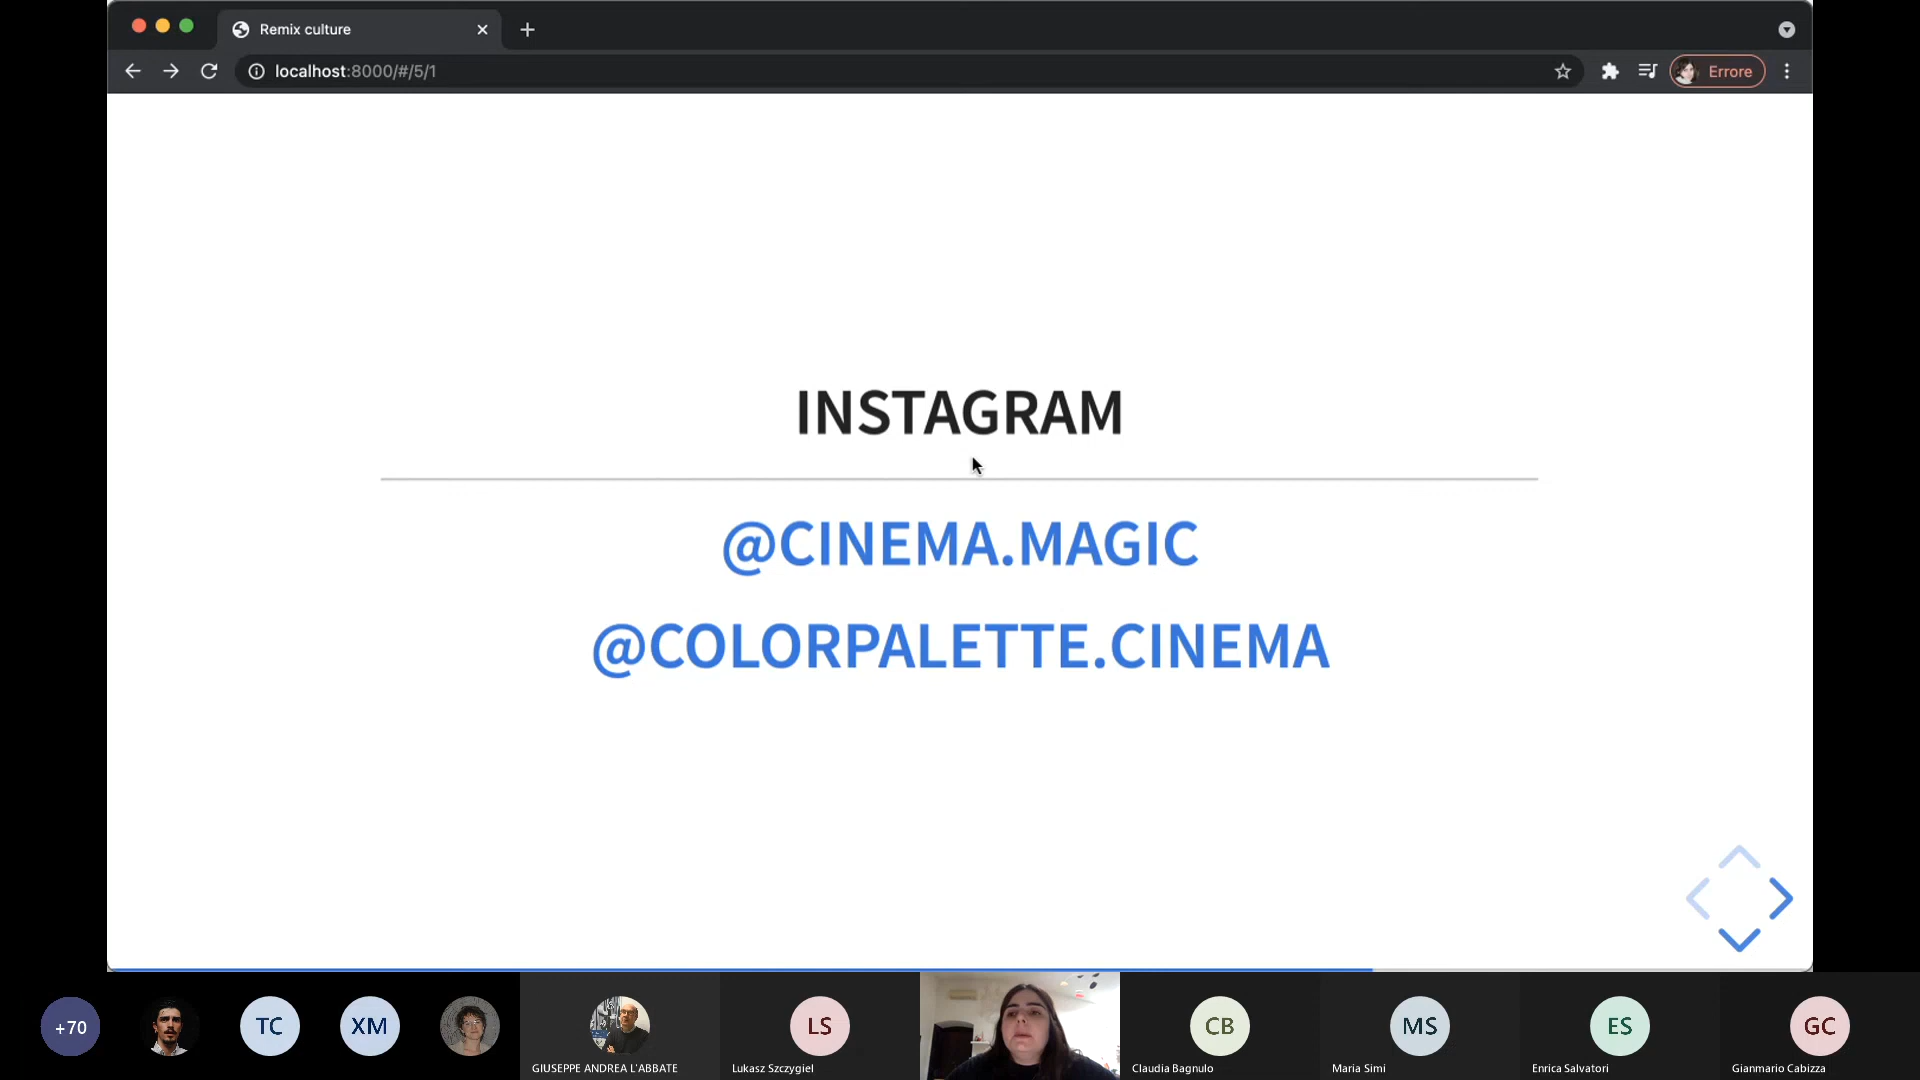 Remix culture
localhost:8000/#/5/1
Errore
INSTAGRAM
@CINEMA.MAGIC
@COLORPALETTE.CINEMA
+70
TC
XM
LS
CB
MS
ES
GC
GIUSEPPE ANDREA L'ABBATE
Lukasz Szczygiel
Claudia Bagnulo
Maria Simi
Enrica Salvatori
Gianmario Cabizza